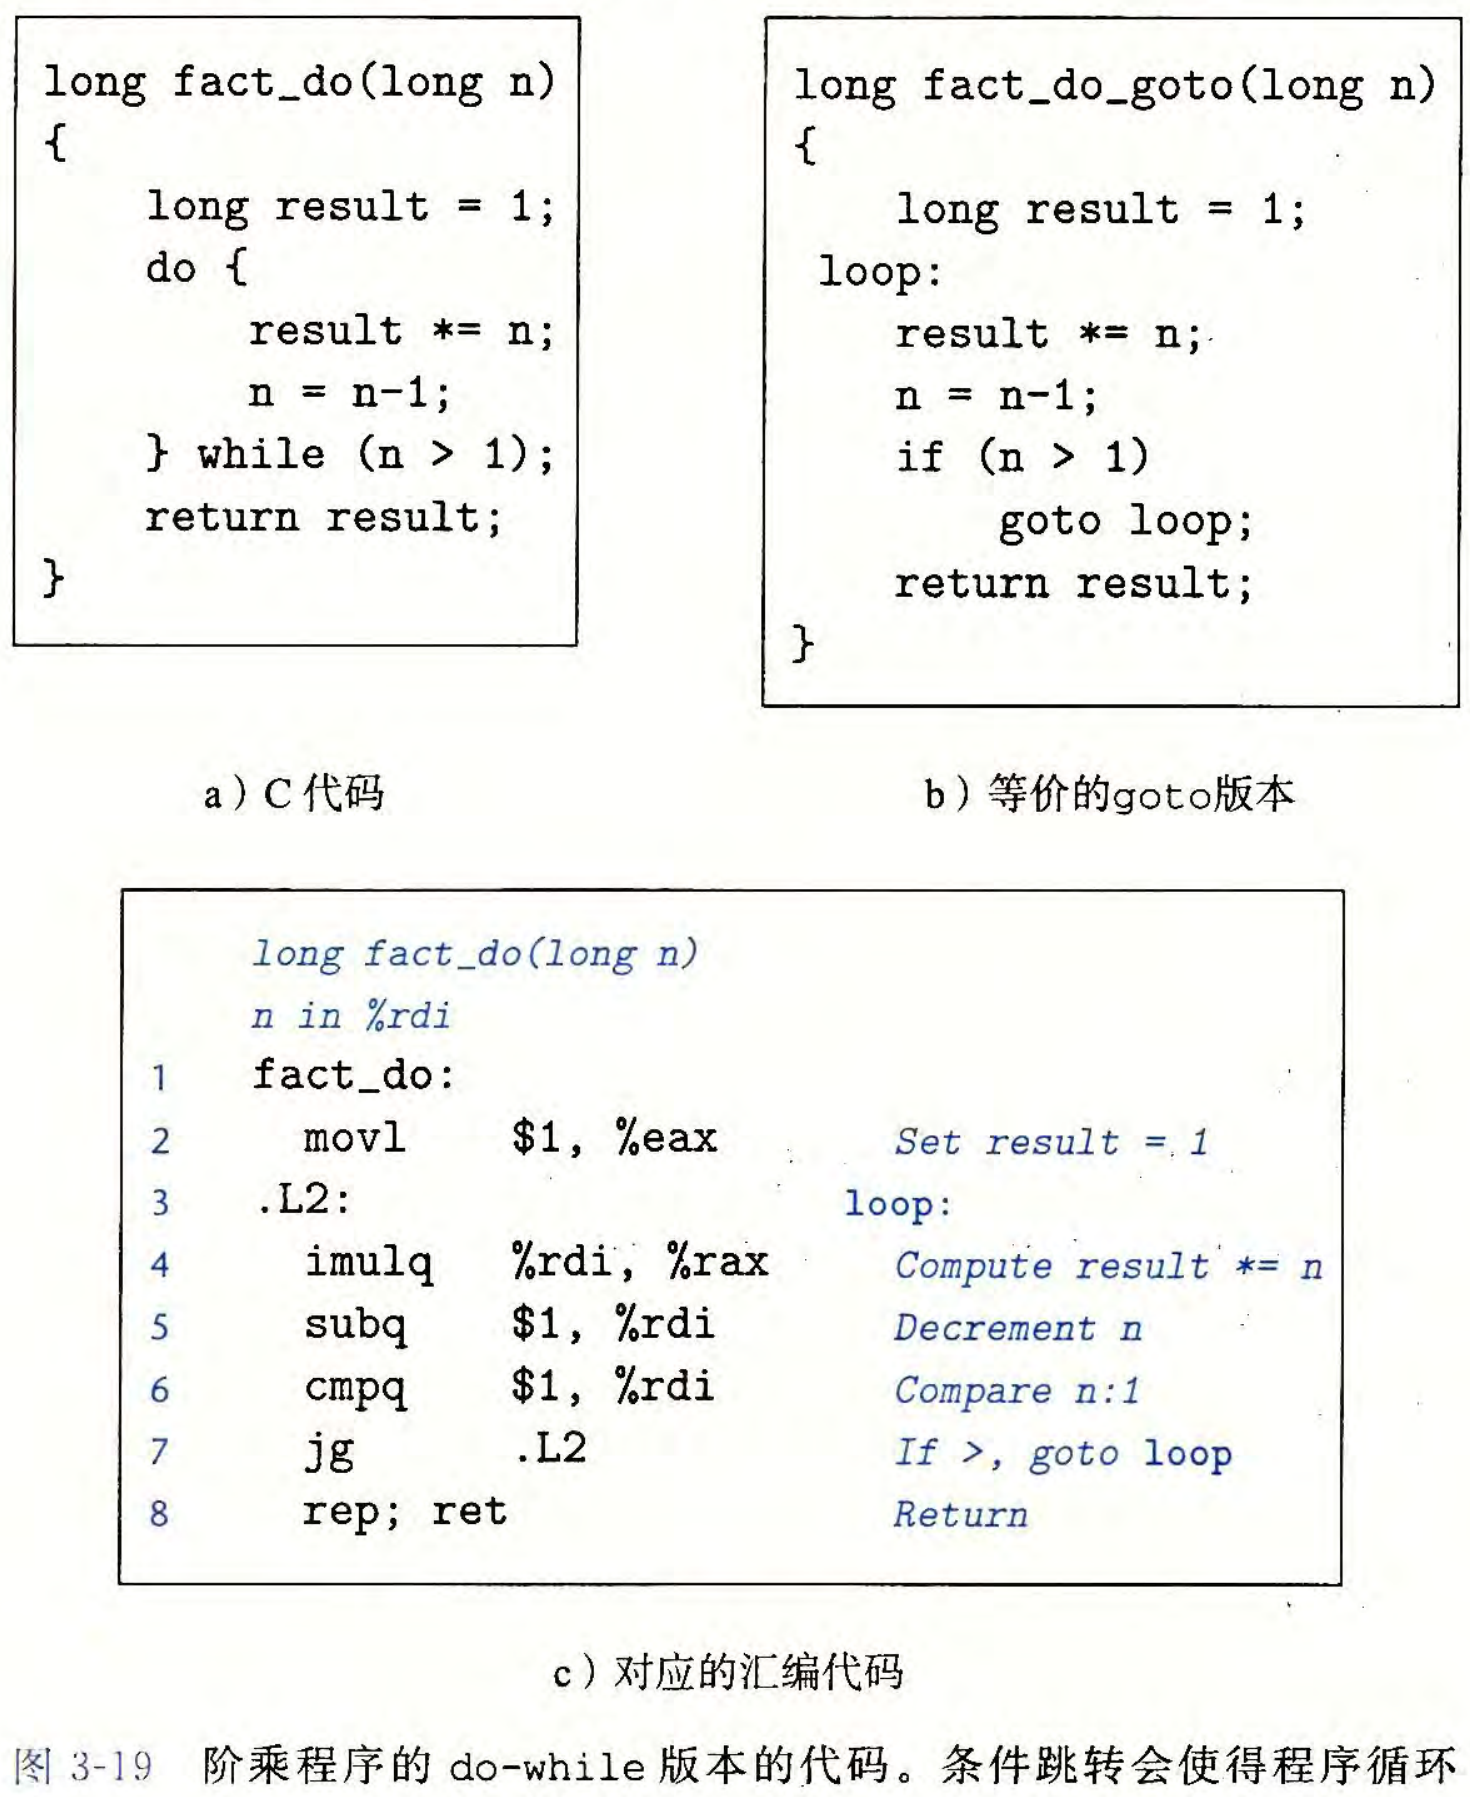 long fact_do(long n)
{
    long result = 1;
    do {
        result *= n;
        n = n-1;
    } while (n > 1);
    return result;
}
a）C 代码
long fact_do_goto(long n)
{
    long result = 1;
 loop:
    result *= n;
    n = n-1;
    if (n > 1)
        goto loop;
    return result;
}
b）等价的goto版本
long fact_do(long n)
n in %rdi
1 fact_do:
2 movl $1, %eax Set result = 1
3 .L2: loop:
4 imulq %rdi, %rax Compute result *= n
5 subq $1, %rdi Decrement n
6 cmpq $1, %rdi Compare n:1
7 jg .L2 If >, goto loop
8 rep; ret Return
c）对应的汇编代码
图 3-19 阶乘程序的 do-while 版本的代码。条件跳转会使得程序循环